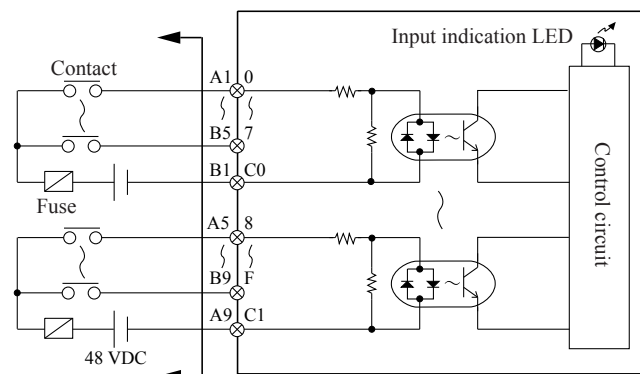 Input indication LED
Contact
A1 0
B5 7
B1 C0
Fuse
A5 8
B9 F
A9 C1
48 VDC
Control circuit